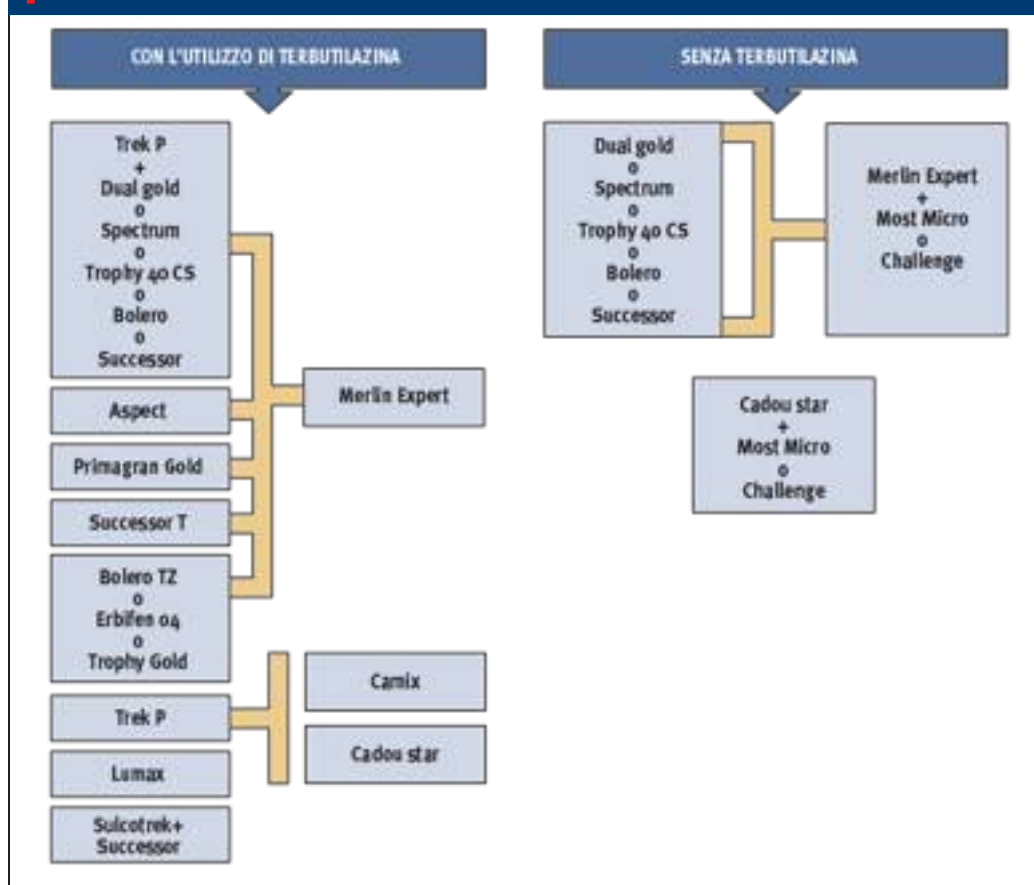 CON L'UTILIZZO DI TERBUTILAZINA
Trek P
+
Dual gold
o
Spectrum
o
Trophy 40 CS
o
Bolero
o
Successor
Aspect
Primagran Gold
Successor T
Bolero TZ
o
Erbifen 04
o
Trophy Gold
Merlin Expert
Trek P
Lumax
Sulcotrek+
Successor
Camix
Cadou star
SENZA TERBUTILAZINA
Dual gold
o
Spectrum
o
Trophy 40 CS
o
Bolero
o
Successor
Merlin Expert
+
Most Micro
o
Challenge
Cadou star
+
Most Micro
o
Challenge